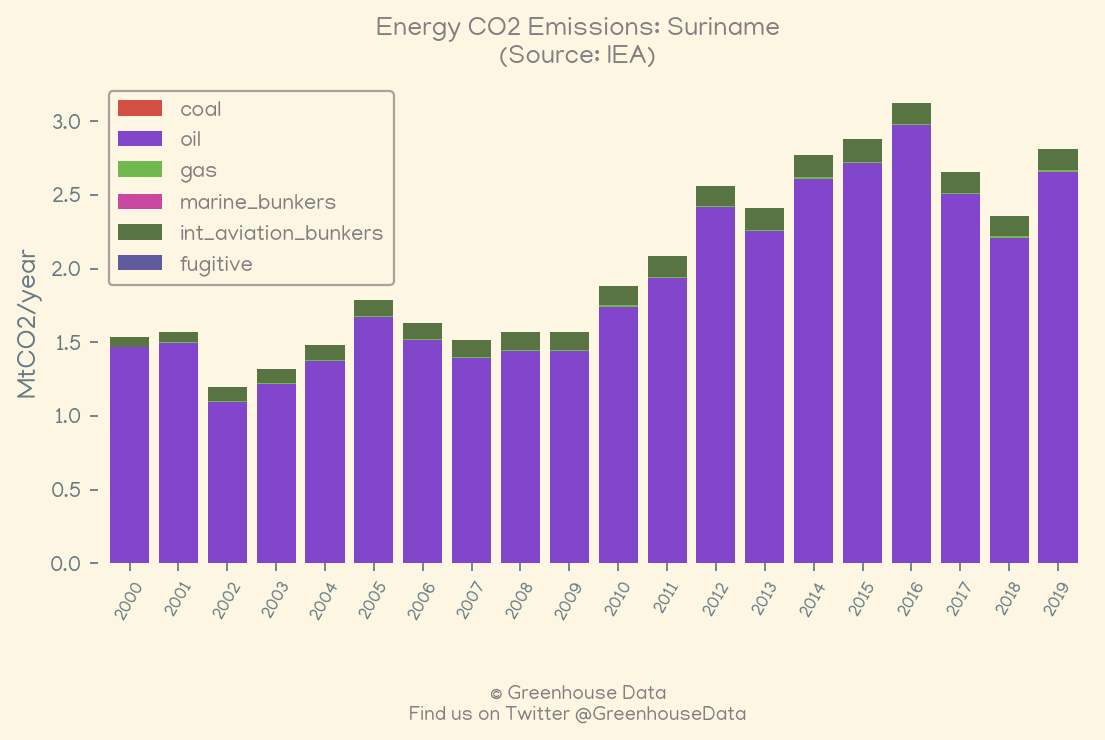 Energy CO2 Emissions: Suriname
(Source: IEA)
coal
oil
gas
marine_bunkers
int_aviation_bunkers
fugitive
MtCO2/year
3.0
2.5
2.0
1.5
1.0
0.5
0.0
2000
2001
2002
2003
2004
2005
2006
2007
2008
2009
2010
2011
2012
2013
2014
2015
2016
2017
2018
2019
© Greenhouse Data
Find us on Twitter @GreenhouseData